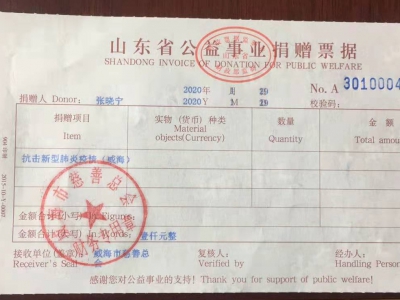 山东省公益事业捐赠票据
SHANDONG INVOICE OF DONATION FOR PUBLIC WELFARE
No. A 3010004
捐赠人 Donor: 张晓宁
2020年 月 19
2020Y M 19
校验码:
捐赠项目 实物(货币)种类 数量 金额
Item Material objects(Currency) Quantity Total amou
抗击新型肺炎疫情(威海)
金额合计(小写)In Figure:
金额合计(大写)In Words: 壹仟元整
接收单位(盖章): 威海市慈善总 复核人: 经办人:
Receiver's Seal 会 Verified by Handling Person
感谢您对公益事业的支持! Thank you for support of public welfare!